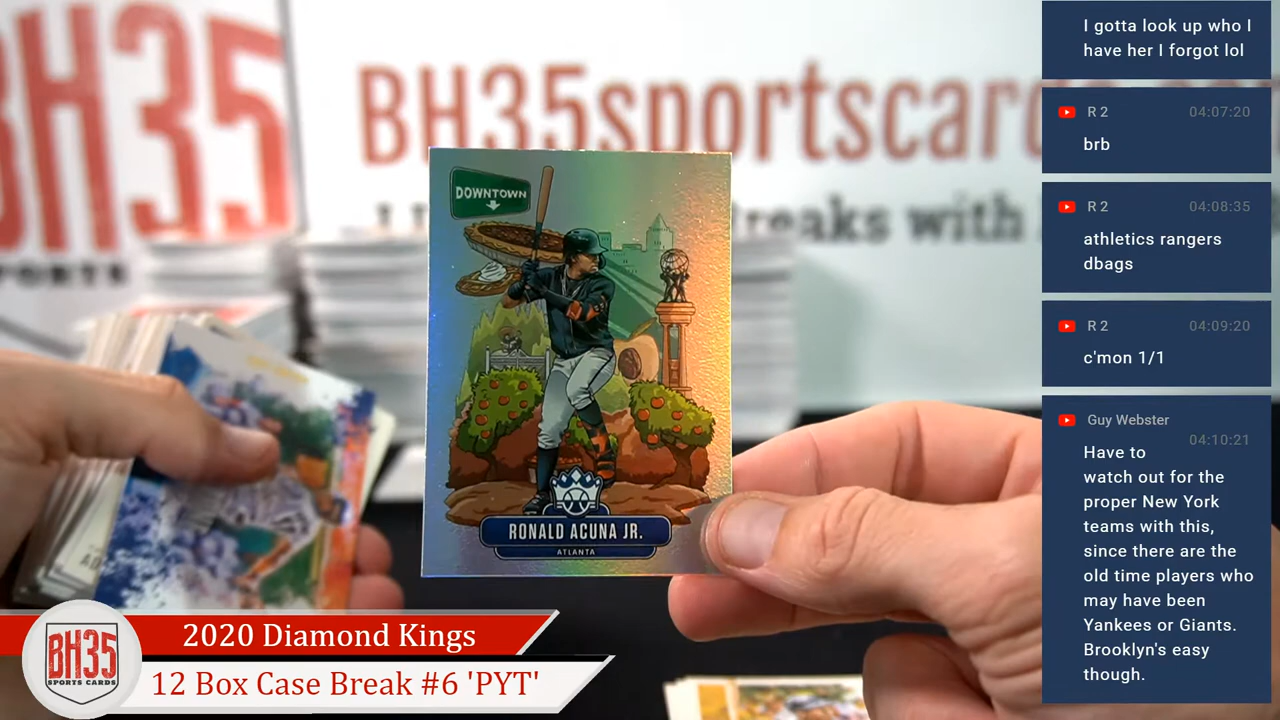 BH35
PORTS
BH35sportscard
reaks with
DOWNTOWN
RONALD ACUNA JR.
ATLANTA
2020 Diamond Kings
12 Box Case Break #6 'PYT'
BH35
SPORTS CARDS
I gotta look up who I
have her I forgot lol
R 2 04:07:20
brb
R 2 04:08:35
athletics rangers
dbags
R 2 04:09:20
c'mon 1/1
Guy Webster
04:10:21
Have to
watch out for the
proper New York
teams with this,
since there are the
old time players who
may have been
Yankees or Giants.
Brooklyn's easy
though.